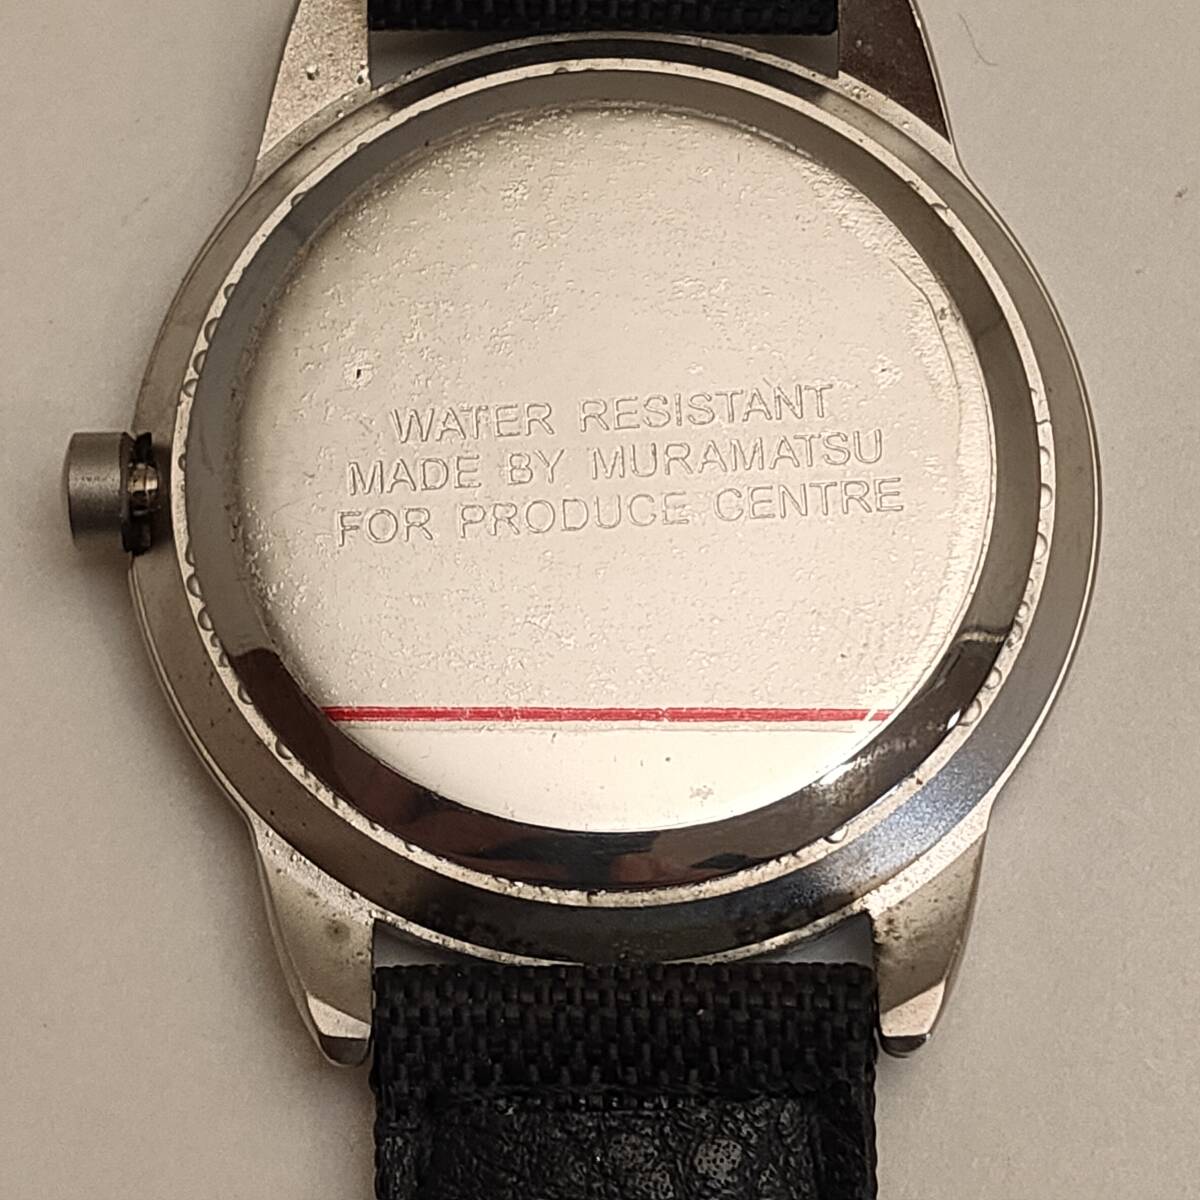 WATER RESISTANT
MADE BY MURAMATSU
FOR PRODUCE CENTRE